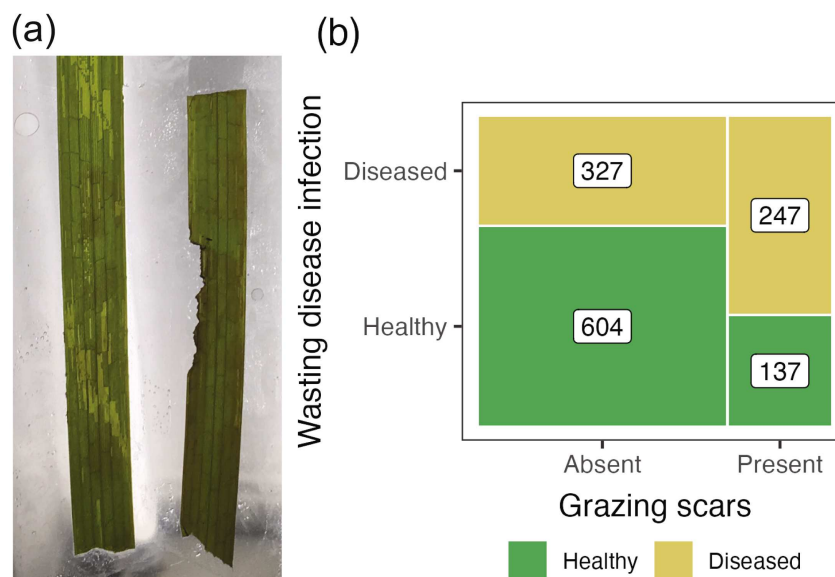 (a)
(b)
Wasting disease infection
Diseased
Healthy
327
247
604
137
Absent
Present
Grazing scars
Healthy
Diseased